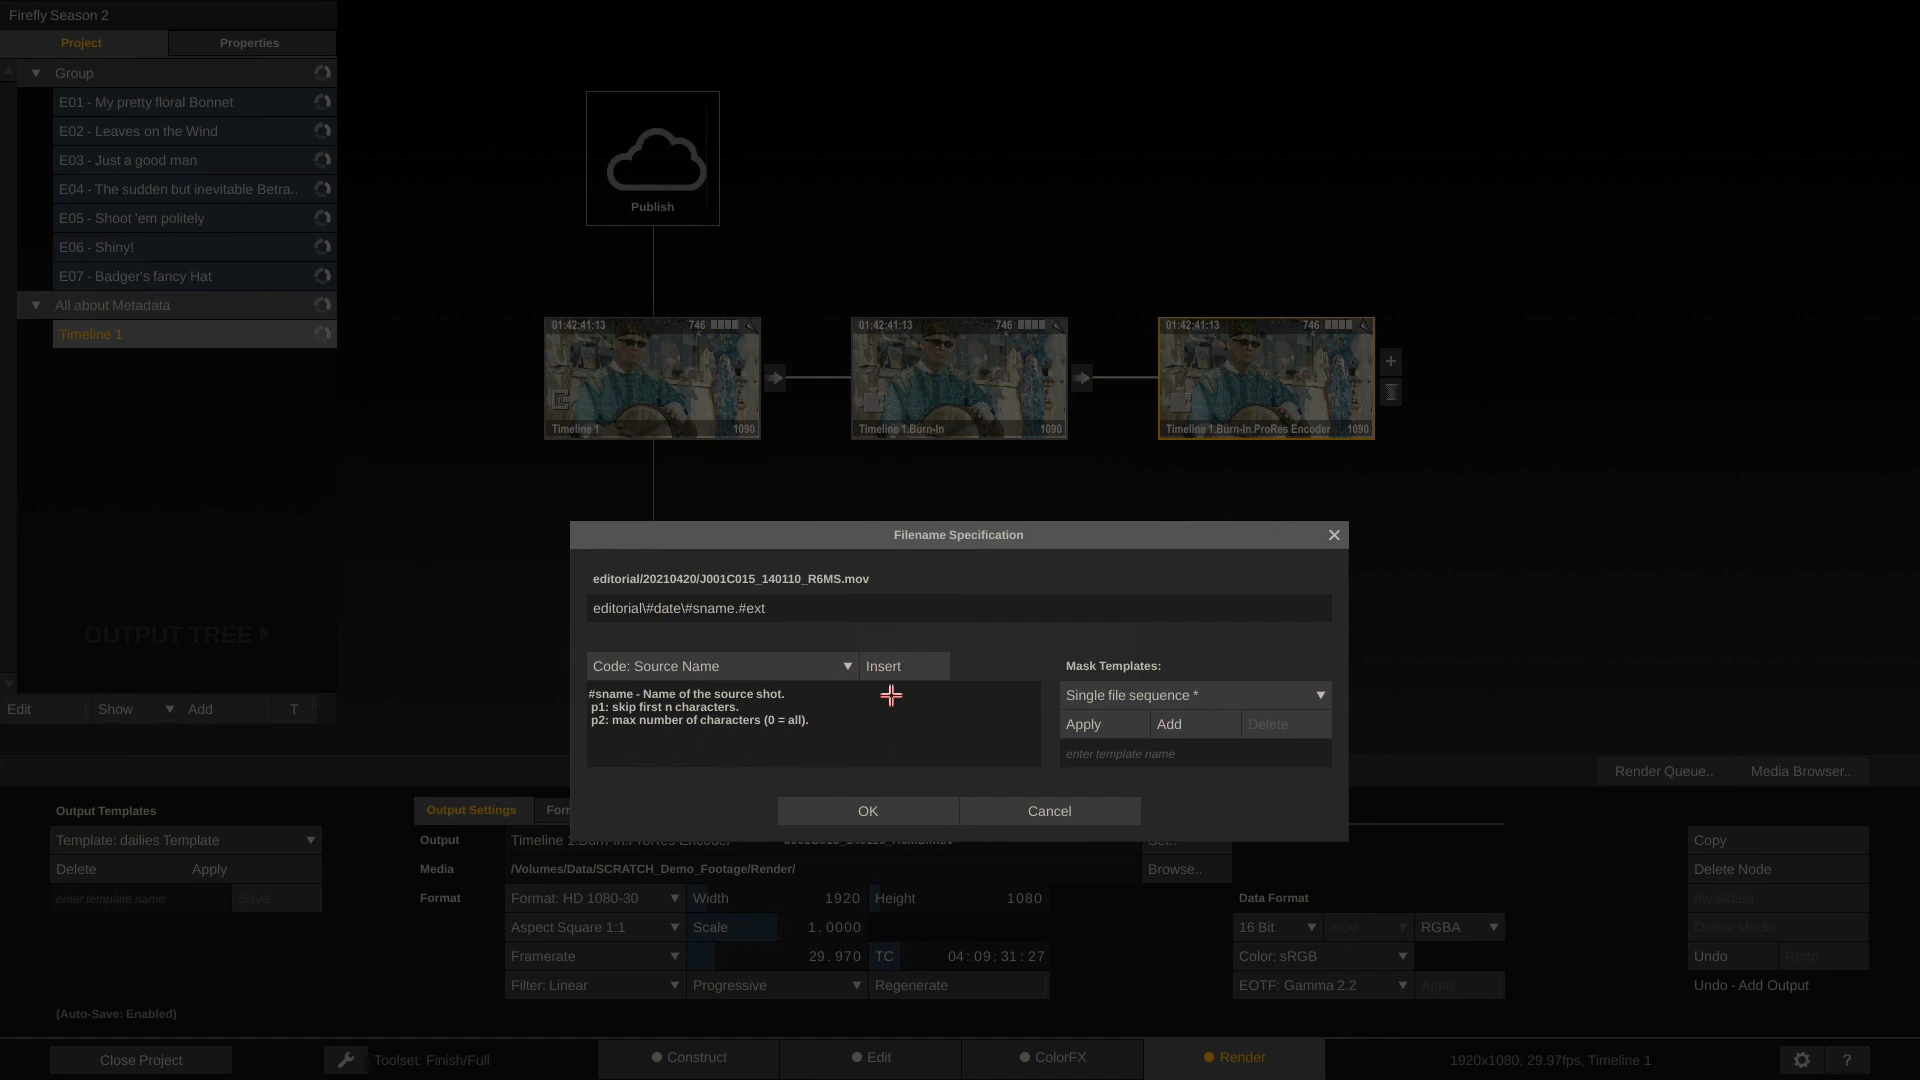 Firefly Season 2
Project Properties
Group
E01 - My pretty floral Bonnet
E02 - Leaves on the Wind
E03 - Just a good man
E04 - The sudden but inevitable Betra..
E05 - Shoot 'em politely
E06 - Shiny!
E07 - Badger's fancy Hat
All about Metadata
Timeline 1
OUTPUT TREE
Edit Show Add T
Publish
01:42:41:13 746
Timeline 1 1090
01:42:41:13 746
Timeline 1.Burn-In 1090
01:42:41:13 746
Timeline 1.Burn-In.ProRes Encoder 1090
+
Filename Specification
editorial/20210420/J001C015_140110_R6MS.mov
editorial\#date\#sname.#ext
Code: Source Name Insert
#sname - Name of the source shot.
p1: skip first n characters.
p2: max number of characters (0 = all).
Mask Templates:
Single file sequence *
Apply Add Delete
enter template name
OK Cancel
Render Queue.. Media Browser..
Output Templates
Template: dailies Template
Delete Apply
enter template name Save
(Auto-Save: Enabled)
Output Settings
Output Timeline 1.Burn-In.ProRes Encoder
Media /Volumes/Data/SCRATCH_Demo_Footage/Render/ Browse..
Format Format: HD 1080-30 Width 1920 Height 1080
Aspect Square 1:1 Scale 1.0000
Framerate 29.970 TC 04:09:31:27
Filter: Linear Progressive Regenerate
Data Format
16 Bit mov RGBA
Color: sRGB
EOTF: Gamma 2.2 Apply
Copy
Delete Node
Invalidate
Delete Media
Undo Redo
Undo - Add Output
Close Project Toolset: Finish/Full Construct Edit ColorFX Render 1920x1080, 29.97fps, Timeline 1 ?